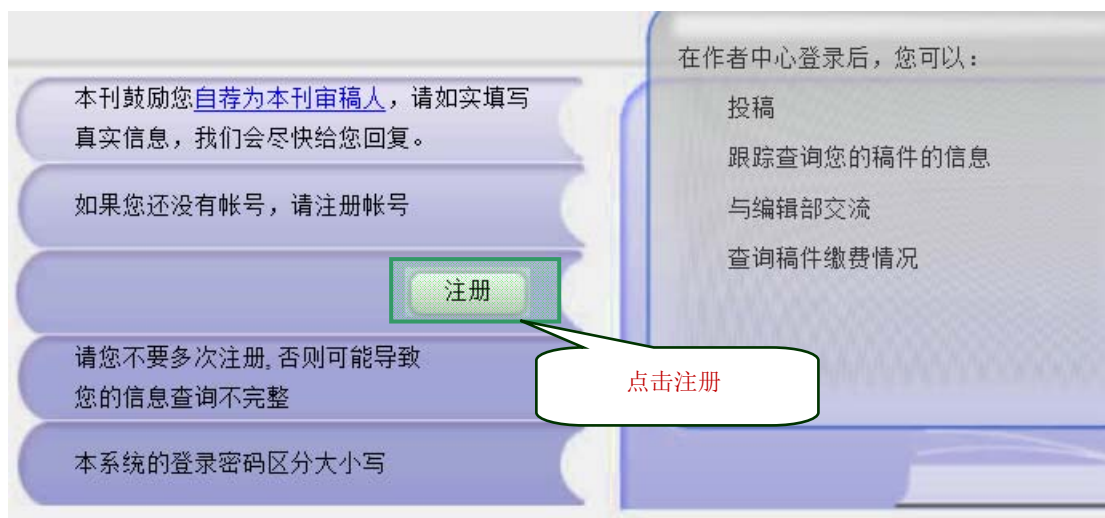 本刊鼓励您自荐为本刊审稿人，请如实填写
真实信息，我们会尽快给您回复。
如果您还没有帐号，请注册帐号
注册
点击注册
请您不要多次注册,否则可能导致
您的信息查询不完整
本系统的登录密码区分大小写
在作者中心登录后，您可以：
投稿
跟踪查询您的稿件的信息
与编辑部交流
查询稿件缴费情况